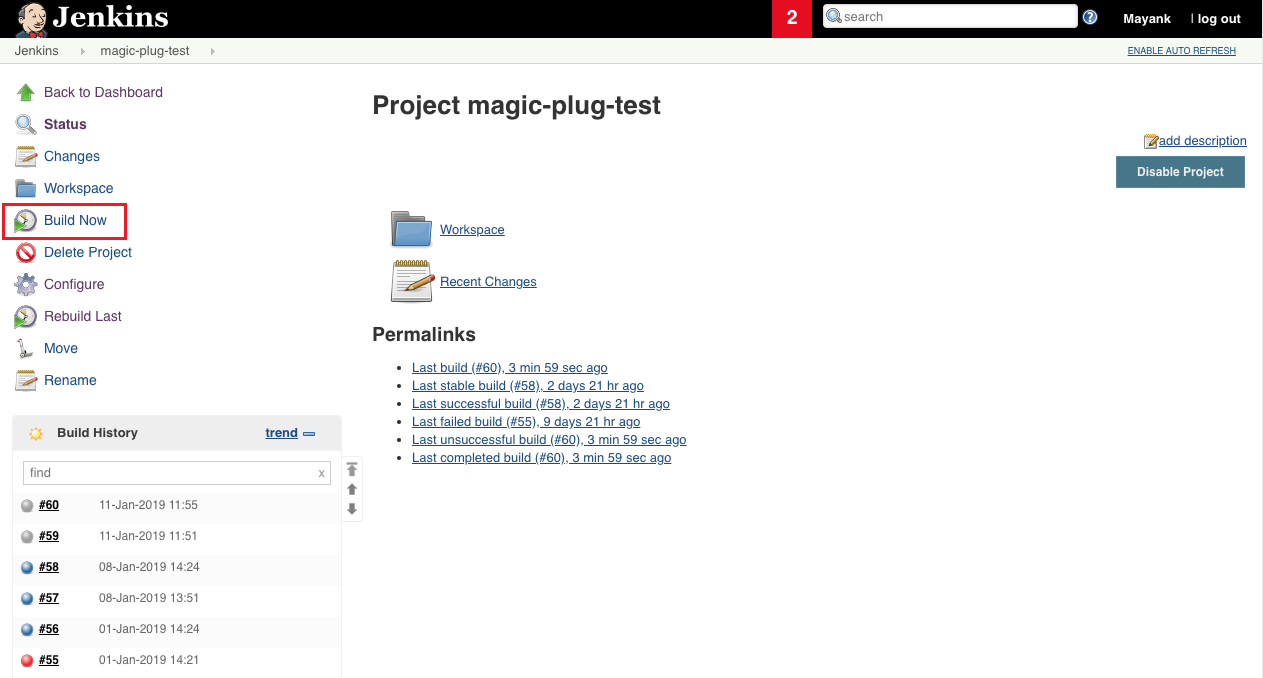 Jenkins
2
search
?
Mayank
| log out
Jenkins
magic-plug-test
ENABLE AUTO REFRESH
Back to Dashboard
Status
Changes
Workspace
Build Now
Delete Project
Configure
Rebuild Last
Move
Rename
Project magic-plug-test
add description
Disable Project
Workspace
Recent Changes
Permalinks
Last build (#60), 3 min 59 sec ago
Last stable build (#58), 2 days 21 hr ago
Last successful build (#58), 2 days 21 hr ago
Last failed build (#55), 9 days 21 hr ago
Last unsuccessful build (#60), 3 min 59 sec ago
Last completed build (#60), 3 min 59 sec ago
Build History
trend
find
x
#60 11-Jan-2019 11:55
#59 11-Jan-2019 11:51
#58 08-Jan-2019 14:24
#57 08-Jan-2019 13:51
#56 01-Jan-2019 14:24
#55 01-Jan-2019 14:21